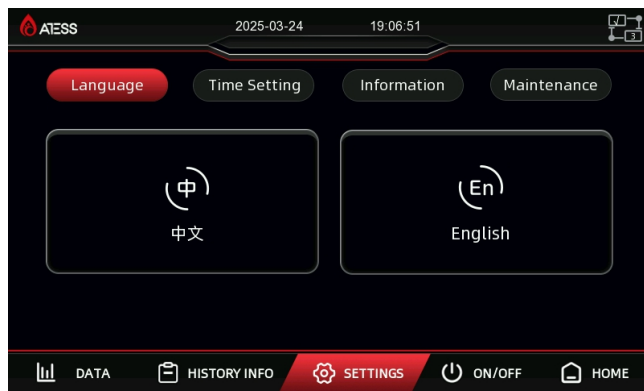 ATESS 2025-03-24 19:06:51
√
3
Language Time Setting Information Maintenance
中 En
中文 English
DATA HISTORY INFO SETTINGS ON/OFF HOME